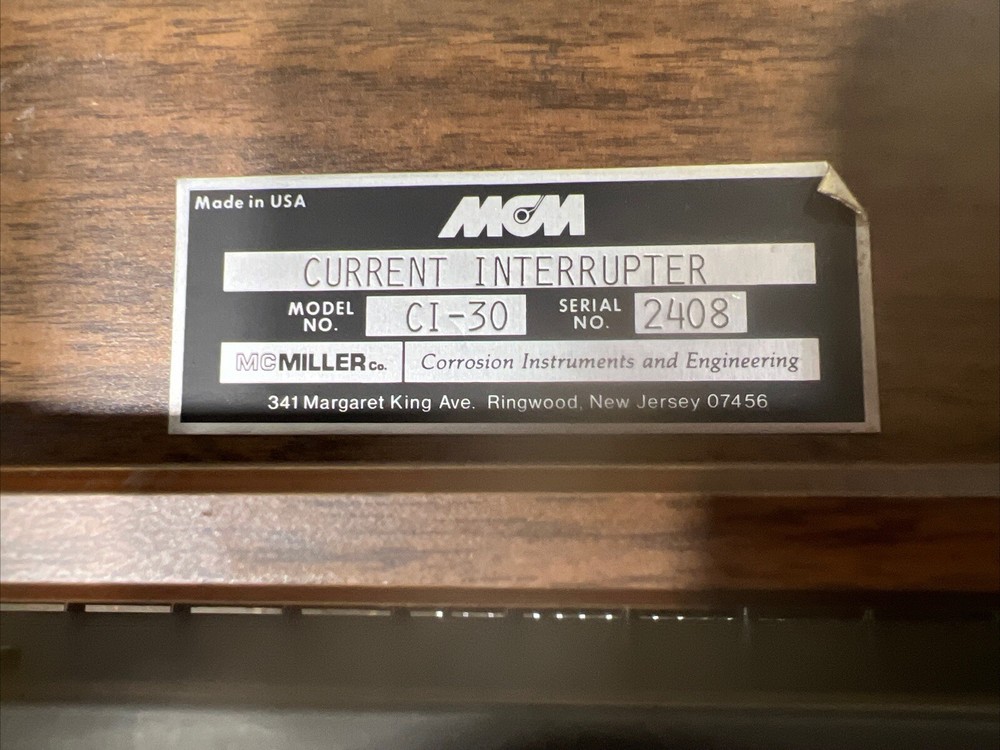 Made in USA
MCM
CURRENT INTERRUPTER
MODEL NO. CI-30 SERIAL NO. 2408
MCMILLER Co. Corrosion Instruments and Engineering
341 Margaret King Ave. Ringwood, New Jersey 07456